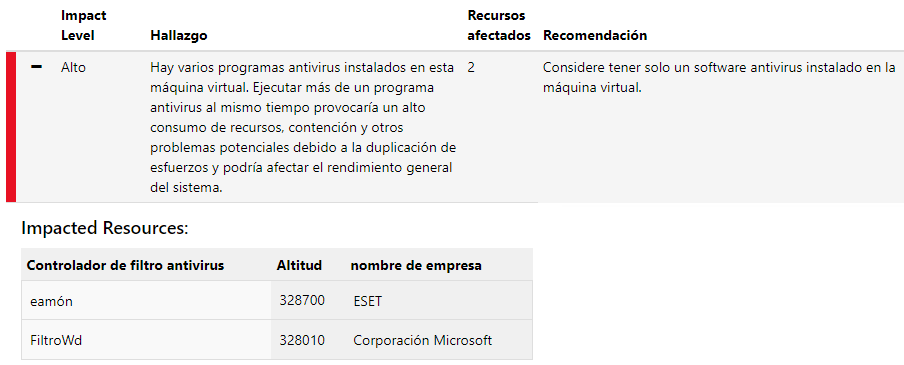 Impact Level Hallazgo Recursos afectados Recomendación
Alto Hay varios programas antivirus instalados en esta 2 Considere tener solo un software antivirus instalado en la
máquina virtual. Ejecutar más de un programa máquina virtual.
antivirus al mismo tiempo provocaría un alto
consumo de recursos, contención y otros
problemas potenciales debido a la duplicación de
esfuerzos y podría afectar el rendimiento general
del sistema.
Impacted Resources:
Controlador de filtro antivirus Altitud nombre de empresa
eamón 328700 ESET
FiltroWd 328010 Corporación Microsoft